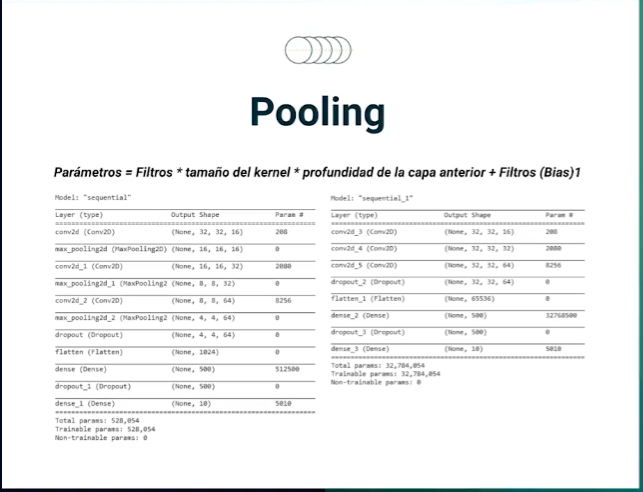 Pooling
Parámetros = Filtros * tamaño del kernel * profundidad de la capa anterior + Filtros (Bias)1
Model: "sequential"
Layer (type) Output Shape Param #
conv2d (Conv2D) (None, 32, 32, 16) 208
max_pooling2d (MaxPooling2D) (None, 16, 16, 16) 0
conv2d_1 (Conv2D) (None, 16, 16, 32) 2080
max_pooling2d_1 (MaxPooling2 (None, 8, 8, 32) 0
conv2d_2 (Conv2D) (None, 8, 8, 64) 8256
max_pooling2d_2 (MaxPooling2 (None, 4, 4, 64) 0
dropout (Dropout) (None, 4, 4, 64) 0
flatten (Flatten) (None, 1024) 0
dense (Dense) (None, 500) 512500
dropout_1 (Dropout) (None, 500) 0
dense_1 (Dense) (None, 10) 5010
Total params: 528,054
Trainable params: 528,054
Non-trainable params: 0
Model: "sequential_1"
Layer (type) Output Shape Param #
conv2d_3 (Conv2D) (None, 32, 32, 16) 208
conv2d_4 (Conv2D) (None, 32, 32, 32) 2080
conv2d_5 (Conv2D) (None, 32, 32, 64) 8256
dropout_2 (Dropout) (None, 32, 32, 64) 0
flatten_1 (Flatten) (None, 65536) 0
dense_2 (Dense) (None, 500) 32768500
dropout_3 (Dropout) (None, 500) 0
dense_3 (Dense) (None, 10) 5010
Total params: 32,784,054
Trainable params: 32,784,054
Non-trainable params: 0